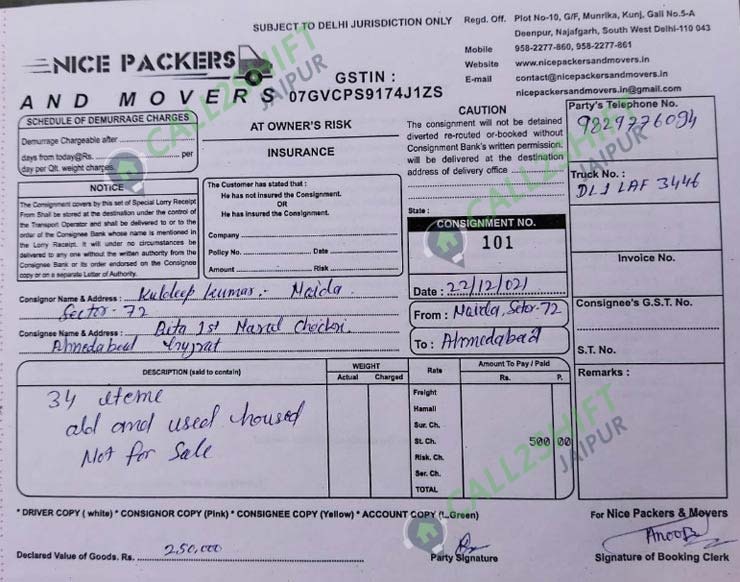 SUBJECT TO DELHI JURISDICTION ONLY
Regd. Off. Plot No-10, G/F, Munrika, Kunj, Gali No.5-A
Deenpur, Najafgarh, South West Delhi-110 043
Mobile 958-2277-860, 958-2277-861
Website www.nicepackersandmovers.in
E-mail contact@nicepackersandmovers.in
nicepackersandmovers.in@gmail.com
NICE PACKERS
AND MOVERS
GSTIN :
07GVCPS9174J1ZS
SCHEDULE OF DEMURRAGE CHARGES
Demurrage Chargeable after
days from today@Rs. per
day per Qlt. weight charges.
AT OWNER'S RISK
INSURANCE
CAUTION
The consignment will not be detained
diverted re-routed or-booked without
Consignment Bank's written permission.
will be delivered at the destination
address of delivery office
State :
Party's Telephone No.
9829776094
Truck No. :
DL1 LAF 3446
NOTICE
The Consignment covers by this set of Special Lorry Receipt
From Shall be stored at the destination under the control of
the Transport Operator and shall be delivered to or to the
order of the Consignee Bank whose name is mentioned in
the Lorry Receipt. It will under no circumstances be
delivered to any one without the written authority from the
Consignee Bank or its order endorsed on the Consignee
copy or on a separate Letter of Authority.
The Customer has stated that :
He has not insured the Consignment.
OR
He has insured the Consignment.
Company
Policy No. Date
Amount Risk
CONSIGNMENT NO.
101
Invoice No.
Date : 22/12/021
From : Noida, Sector-72
To : Ahmedabad
Consignee's G.S.T. No.
S.T. No.
Consignor Name & Address : Kuldeep Kumar. Noida
Sector-72
Consignee Name & Address : 1st
Ahmedabad Gujrat
DESCRIPTION (said to contain) WEIGHT Rate Amount To Pay / Paid
Actual Charged Rs. P.
Remarks :
34 iteme
old and used housed
Not for Sale
Freight
Hamali
Sur. Ch.
St. Ch. 500 00
Risk. Ch.
Ser. Ch.
TOTAL
* DRIVER COPY ( white) * CONSIGNOR COPY (Pink) * CONSIGNEE COPY (Yellow) * ACCOUNT COPY (L.Green)
For Nice Packers & Movers
Declared Value of Goods. Rs. 250,000
Party Signature
Anoop
Signature of Booking Clerk
CALL2SHIFT
JAIPUR
CALL2SHIFT
JAIPUR
CALL2SHIFT
JAIPUR